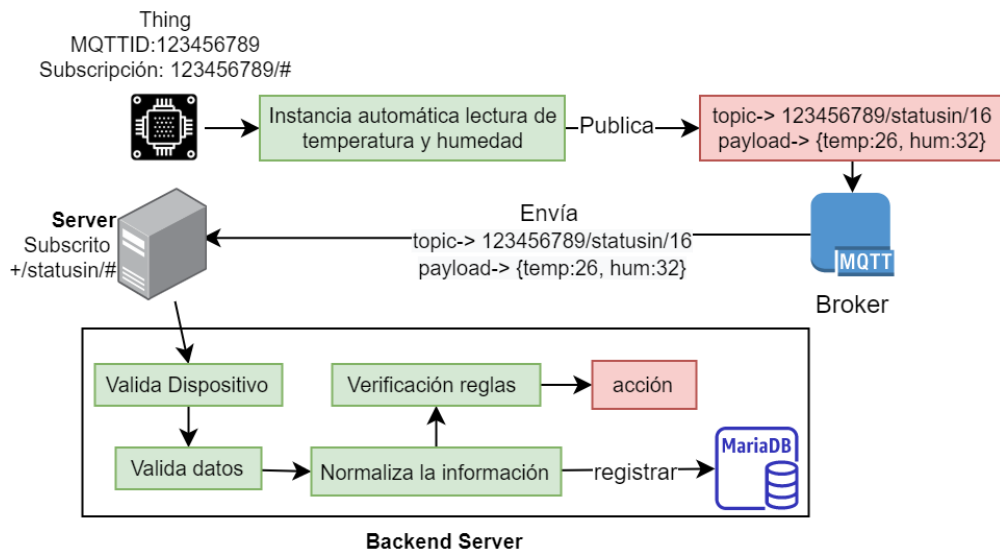 Thing
MQTTID:123456789
Subscripción: 123456789/#
Instancia automática lectura de
temperatura y humedad
Publica
topic-> 123456789/statusin/16
payload-> {temp:26, hum:32}
Server
Subscrito
+/statusin/#
Envía
topic-> 123456789/statusin/16
payload-> {temp:26, hum:32}
MQTT
Broker
Valida Dispositivo
Verificación reglas
acción
Valida datos
Normaliza la información
registrar
MariaDB
Backend Server